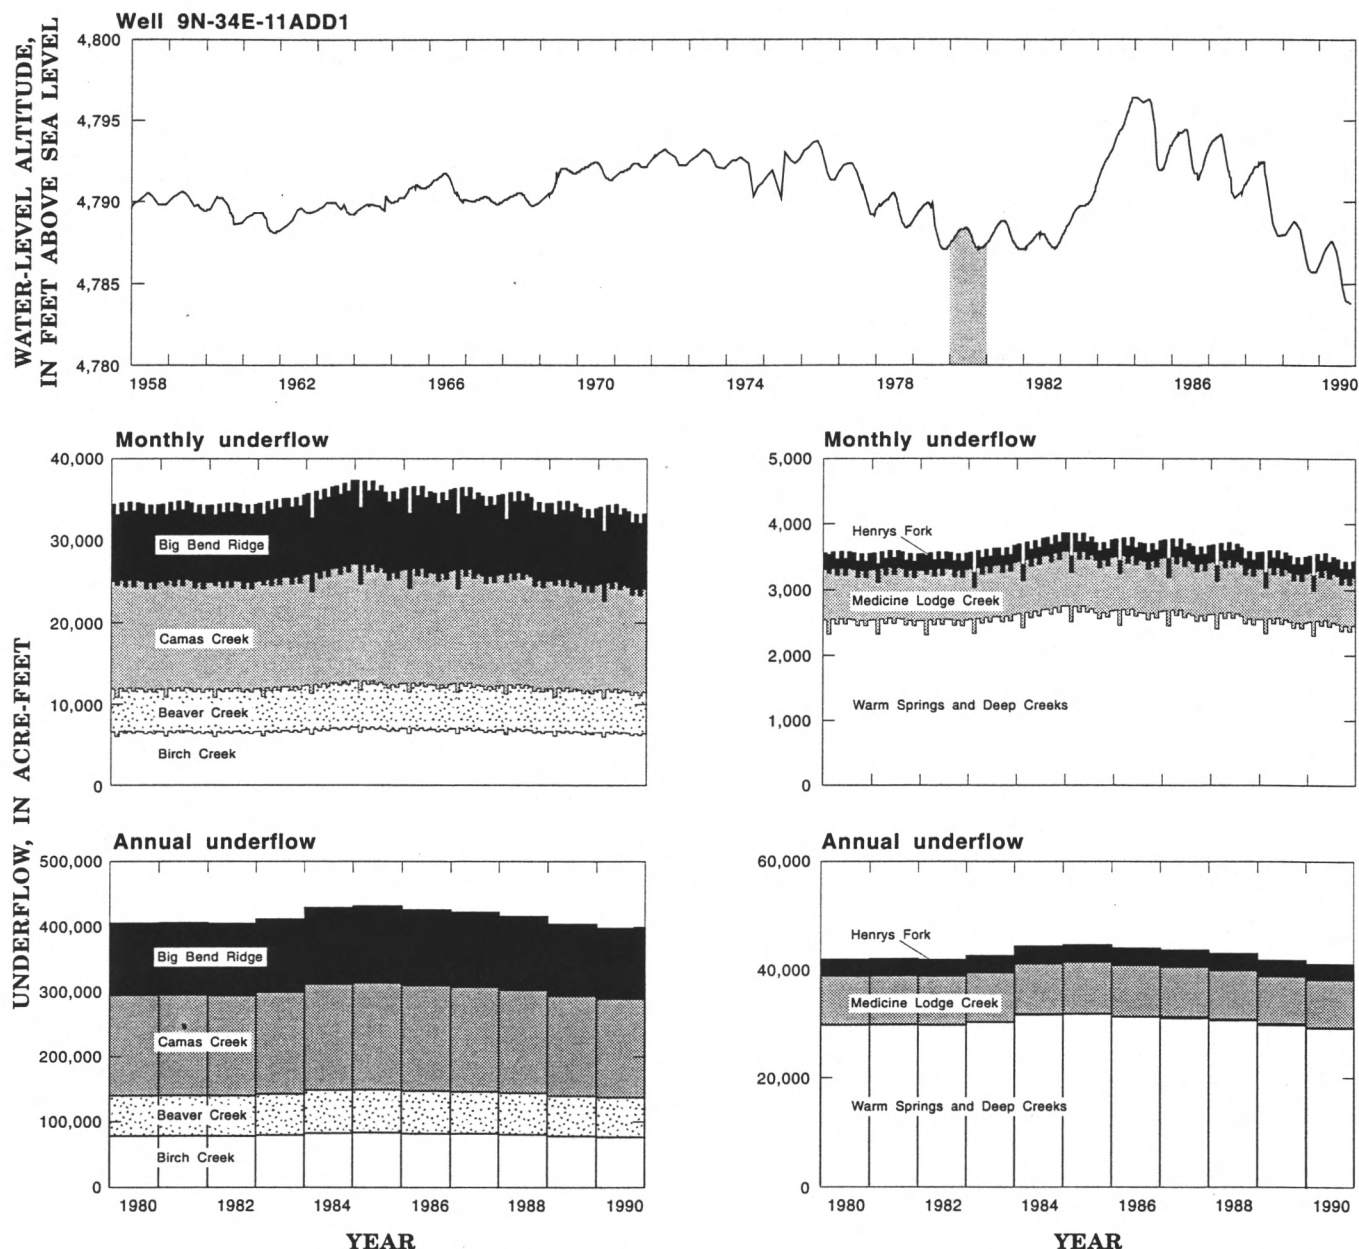 Well 9N-34E-11ADD1
WATER-LEVEL ALTITUDE,
IN FEET ABOVE SEA LEVEL
4,800
4,795
4,790
4,785
4,780
1958 1962 1966 1970 1974 1978 1982 1986 1990
UNDERFLOW, IN ACRE-FEET
Monthly underflow
40,000
30,000
20,000
10,000
0
Big Bend Ridge
Camas Creek
Beaver Creek
Birch Creek
Monthly underflow
5,000
4,000
3,000
2,000
1,000
0
Henrys Fork
Medicine Lodge Creek
Warm Springs and Deep Creeks
Annual underflow
500,000
400,000
300,000
200,000
100,000
0
Big Bend Ridge
Camas Creek
Beaver Creek
Birch Creek
1980 1982 1984 1986 1988 1990
YEAR
Annual underflow
60,000
40,000
20,000
0
Henrys Fork
Medicine Lodge Creek
Warm Springs and Deep Creeks
1980 1982 1984 1986 1988 1990
YEAR